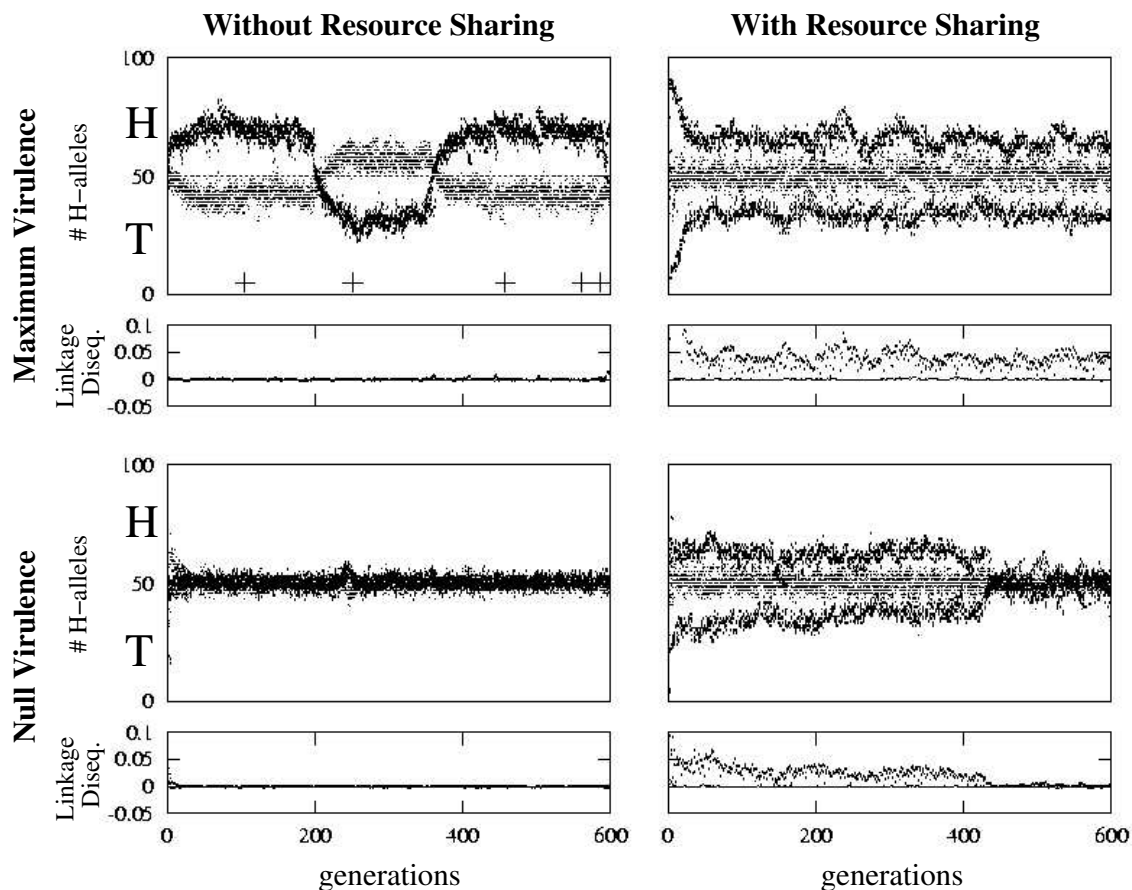 Without Resource Sharing
With Resource Sharing
Maximum Virulence
# H-alleles
100
H
50
T
0
Linkage
Diseq.
0.1
0.05
0
-0.05
Null Virulence
# H-alleles
100
H
50
T
0
Linkage
Diseq.
0.1
0.05
0
-0.05
0 200 400 600
0 200 400 600
generations
generations